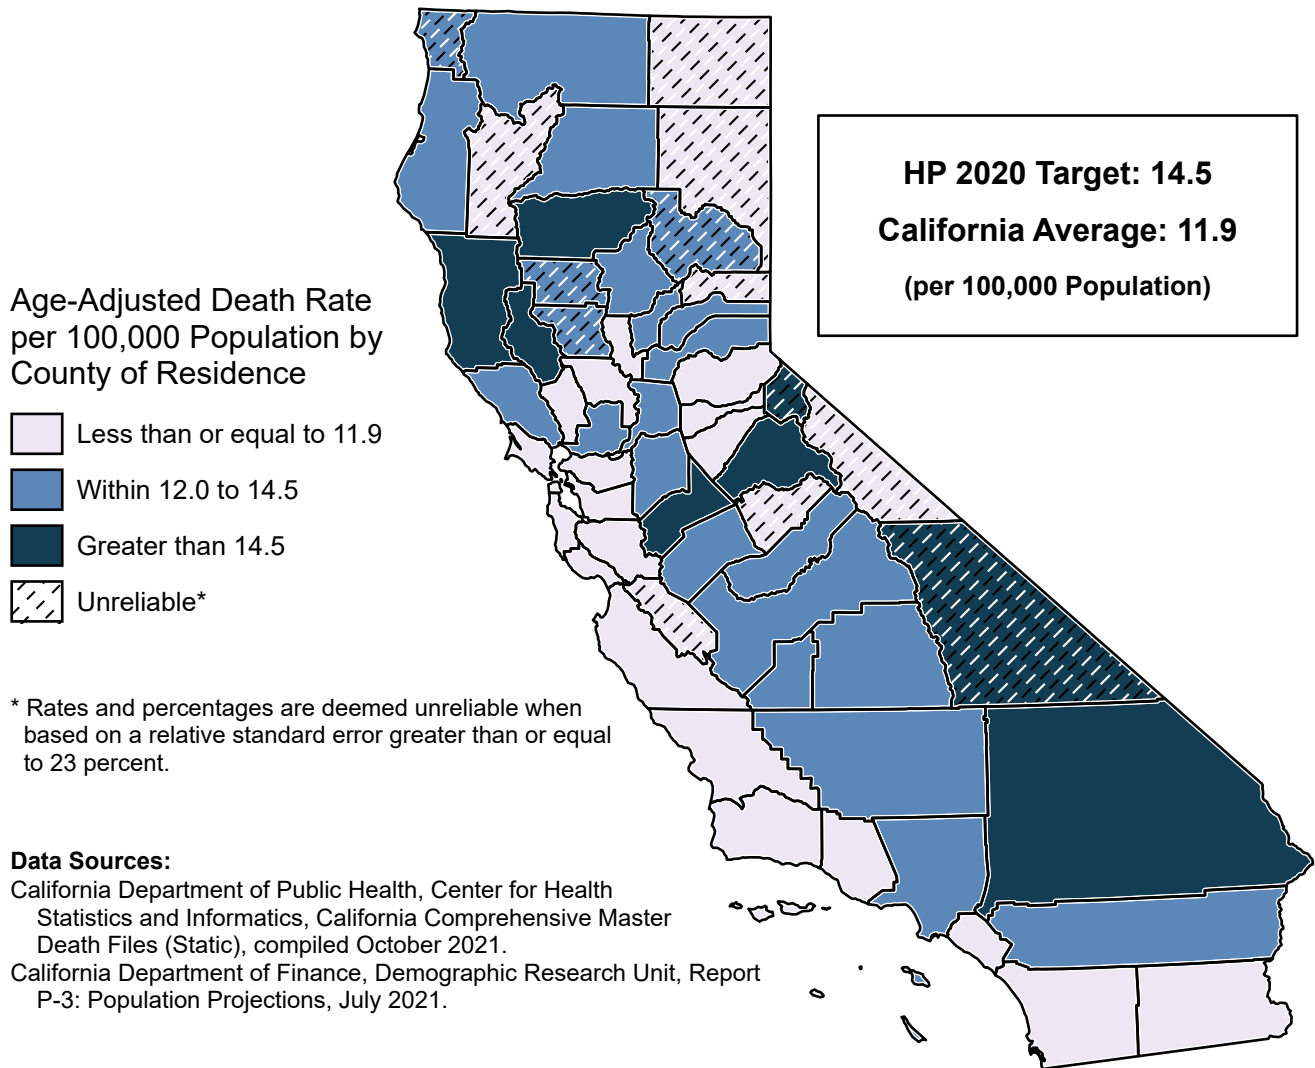 HP 2020 Target: 14.5
California Average: 11.9
(per 100,000 Population)
Age-Adjusted Death Rate
per 100,000 Population by
County of Residence
Less than or equal to 11.9
Within 12.0 to 14.5
Greater than 14.5
Unreliable*
* Rates and percentages are deemed unreliable when
based on a relative standard error greater than or equal
to 23 percent.
Data Sources:
California Department of Public Health, Center for Health
Statistics and Informatics, California Comprehensive Master
Death Files (Static), compiled October 2021.
California Department of Finance, Demographic Research Unit, Report
P-3: Population Projections, July 2021.